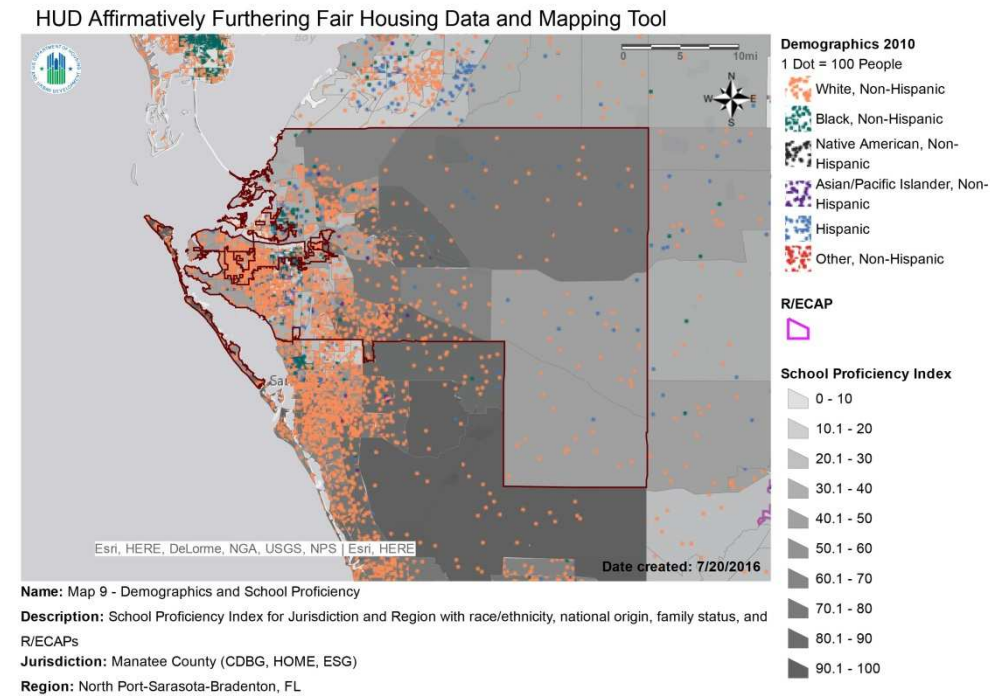 HUD Affirmatively Furthering Fair Housing Data and Mapping Tool
0 5 10mi
N
W E
S
Sar
Esri, HERE, DeLorme, NGA, USGS, NPS | Esri, HERE
Date created: 7/20/2016
Demographics 2010
1 Dot = 100 People
White, Non-Hispanic
Black, Non-Hispanic
Native American, Non-
Hispanic
Asian/Pacific Islander, Non-
Hispanic
Hispanic
Other, Non-Hispanic
R/ECAP
School Proficiency Index
0 - 10
10.1 - 20
20.1 - 30
30.1 - 40
40.1 - 50
50.1 - 60
60.1 - 70
70.1 - 80
80.1 - 90
90.1 - 100
Name: Map 9 - Demographics and School Proficiency
Description: School Proficiency Index for Jurisdiction and Region with race/ethnicity, national origin, family status, and
R/ECAPs
Jurisdiction: Manatee County (CDBG, HOME, ESG)
Region: North Port-Sarasota-Bradenton, FL